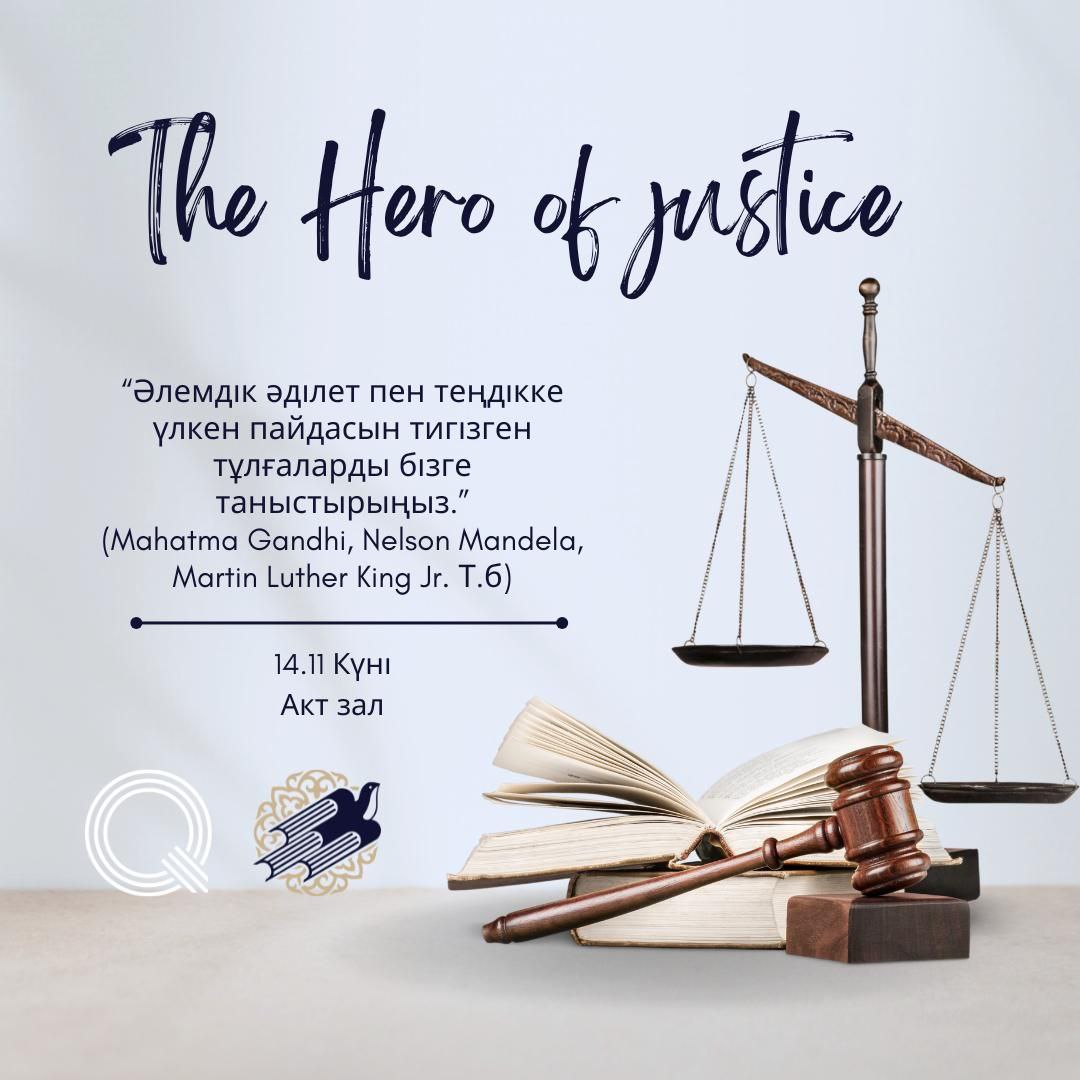 The Hero of justice
“Әлемдік әділет пен теңдікке
үлкен пайдасын тигізген
тұлғаларды бізге
таныстырыңыз.”
(Mahatma Gandhi, Nelson Mandela,
Martin Luther King Jr. Т.б)
14.11 Күні
Акт зал
Q